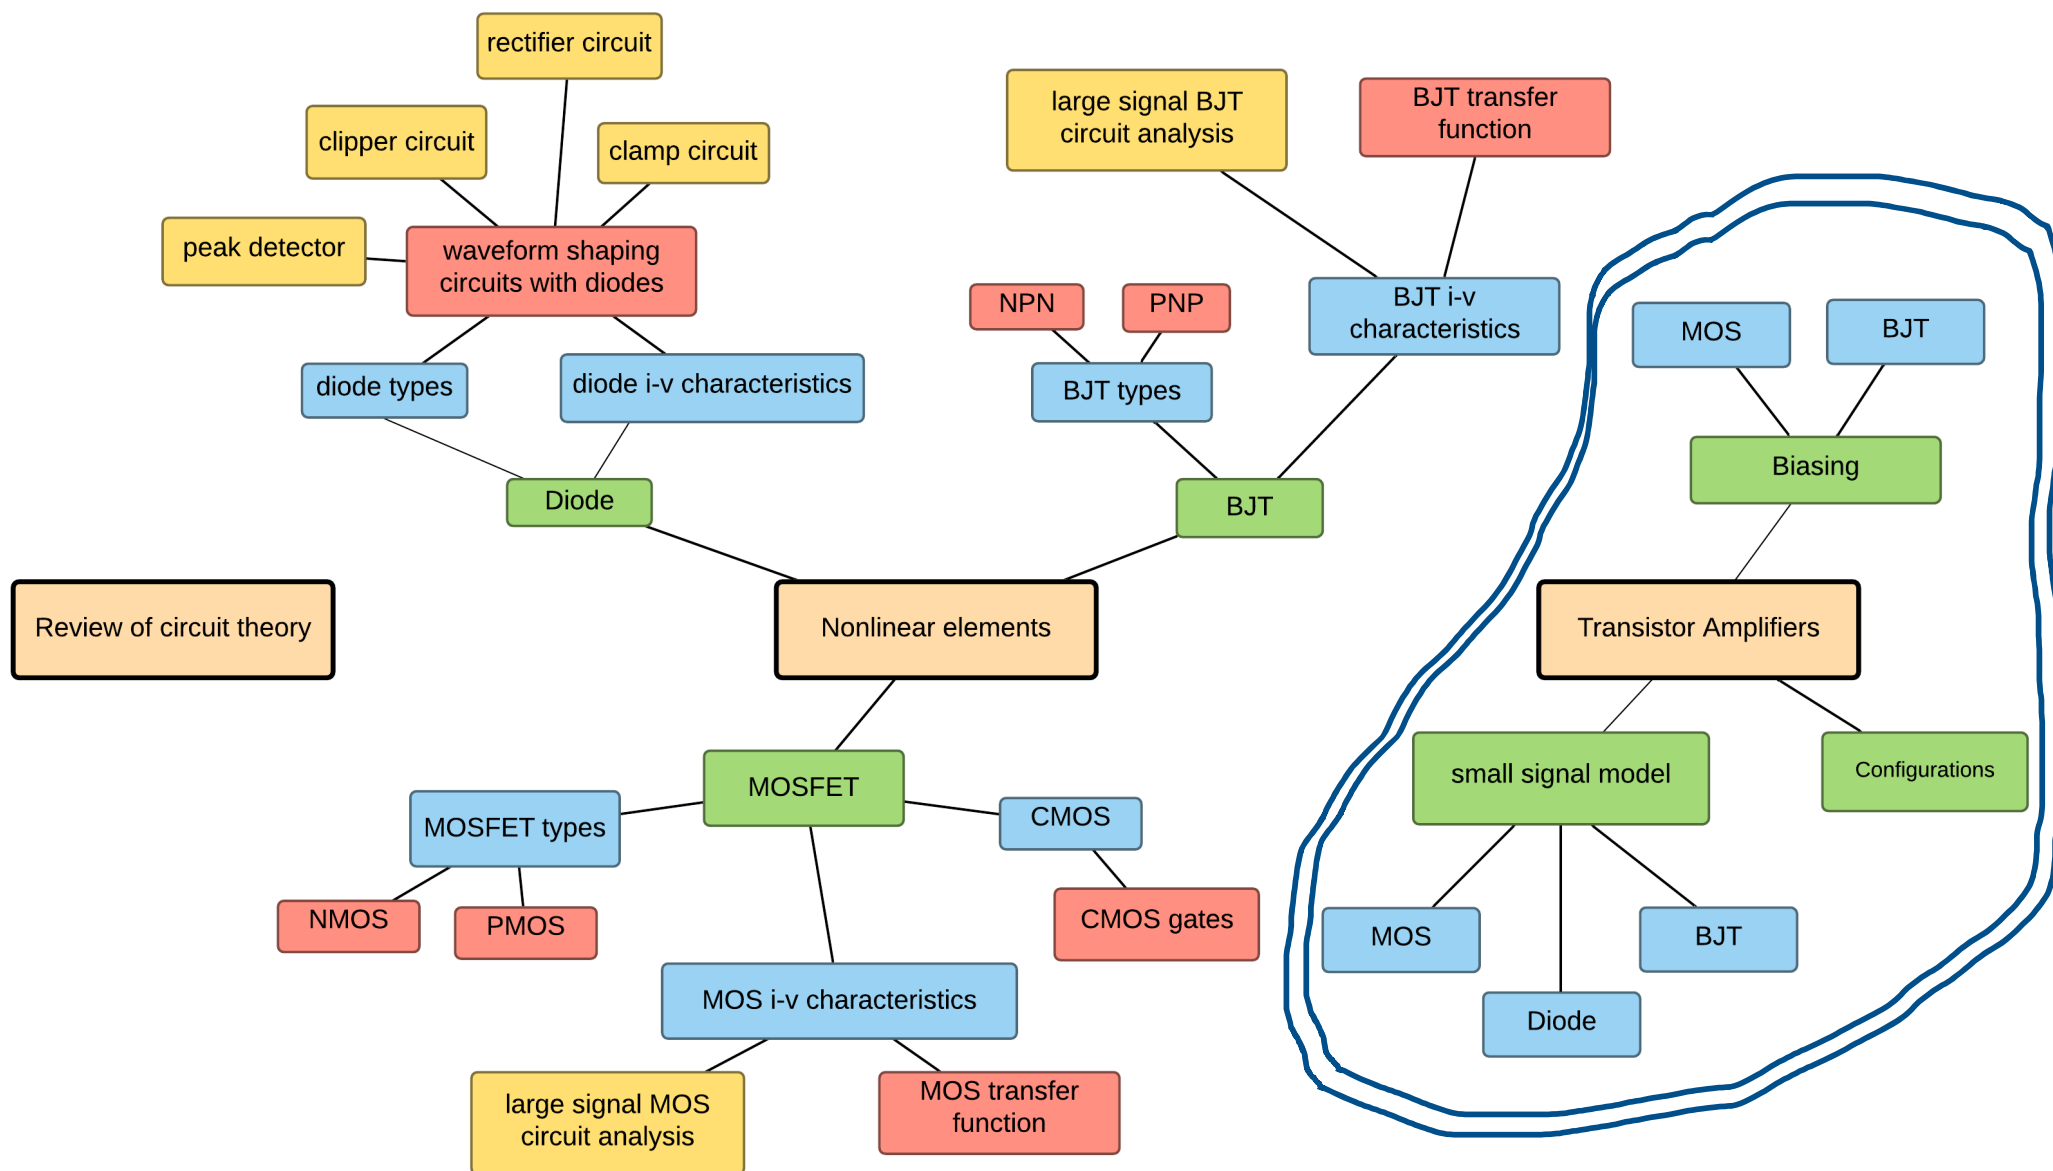 rectifier circuit
clipper circuit
clamp circuit
peak detector
waveform shaping
circuits with diodes
diode types
diode i-v characteristics
Diode
large signal BJT
circuit analysis
BJT transfer
function
NPN
PNP
BJT i-v
characteristics
BJT types
BJT
MOS
BJT
Biasing
Review of circuit theory
Nonlinear elements
Transistor Amplifiers
MOSFET
MOSFET types
CMOS
NMOS
PMOS
CMOS gates
MOS i-v characteristics
large signal MOS
circuit analysis
MOS transfer
function
small signal model
Configurations
MOS
BJT
Diode